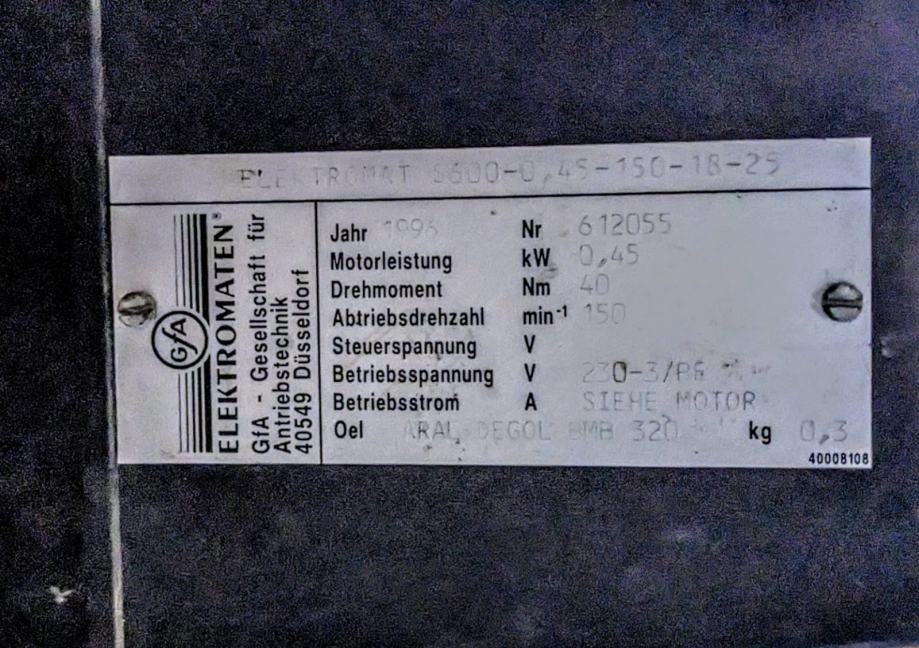 ELEKTROMAT S600-0,45-150-18-25
GfA
ELEKTROMATEN®
GfA - Gesellschaft für
Antriebstechnik
40549 Düsseldorf
Jahr 1996 Nr 612055
Motorleistung kW 0,45
Drehmoment Nm 40
Abtriebsdrehzahl min-1 150
Steuerspannung V
Betriebsspannung V 230-3/PE
Betriebsstrom A SIEHE MOTOR
Oel ARAL DEGOL BMB 320 kg 0,3
40008108